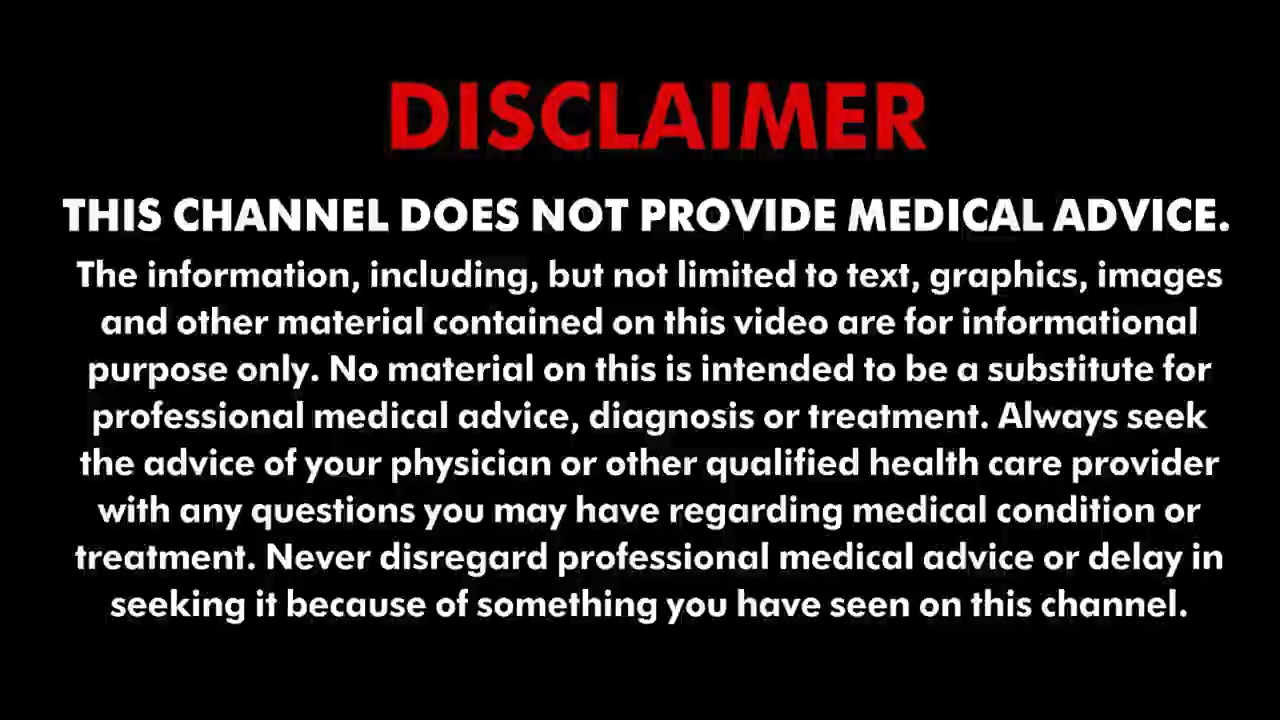 DISCLAIMER
THIS CHANNEL DOES NOT PROVIDE MEDICAL ADVICE.
The information, including, but not limited to text, graphics, images
and other material contained on this video are for informational
purpose only. No material on this is intended to be a substitute for
professional medical advice, diagnosis or treatment. Always seek
the advice of your physician or other qualified health care provider
with any questions you may have regarding medical condition or
treatment. Never disregard professional medical advice or delay in
seeking it because of something you have seen on this channel.